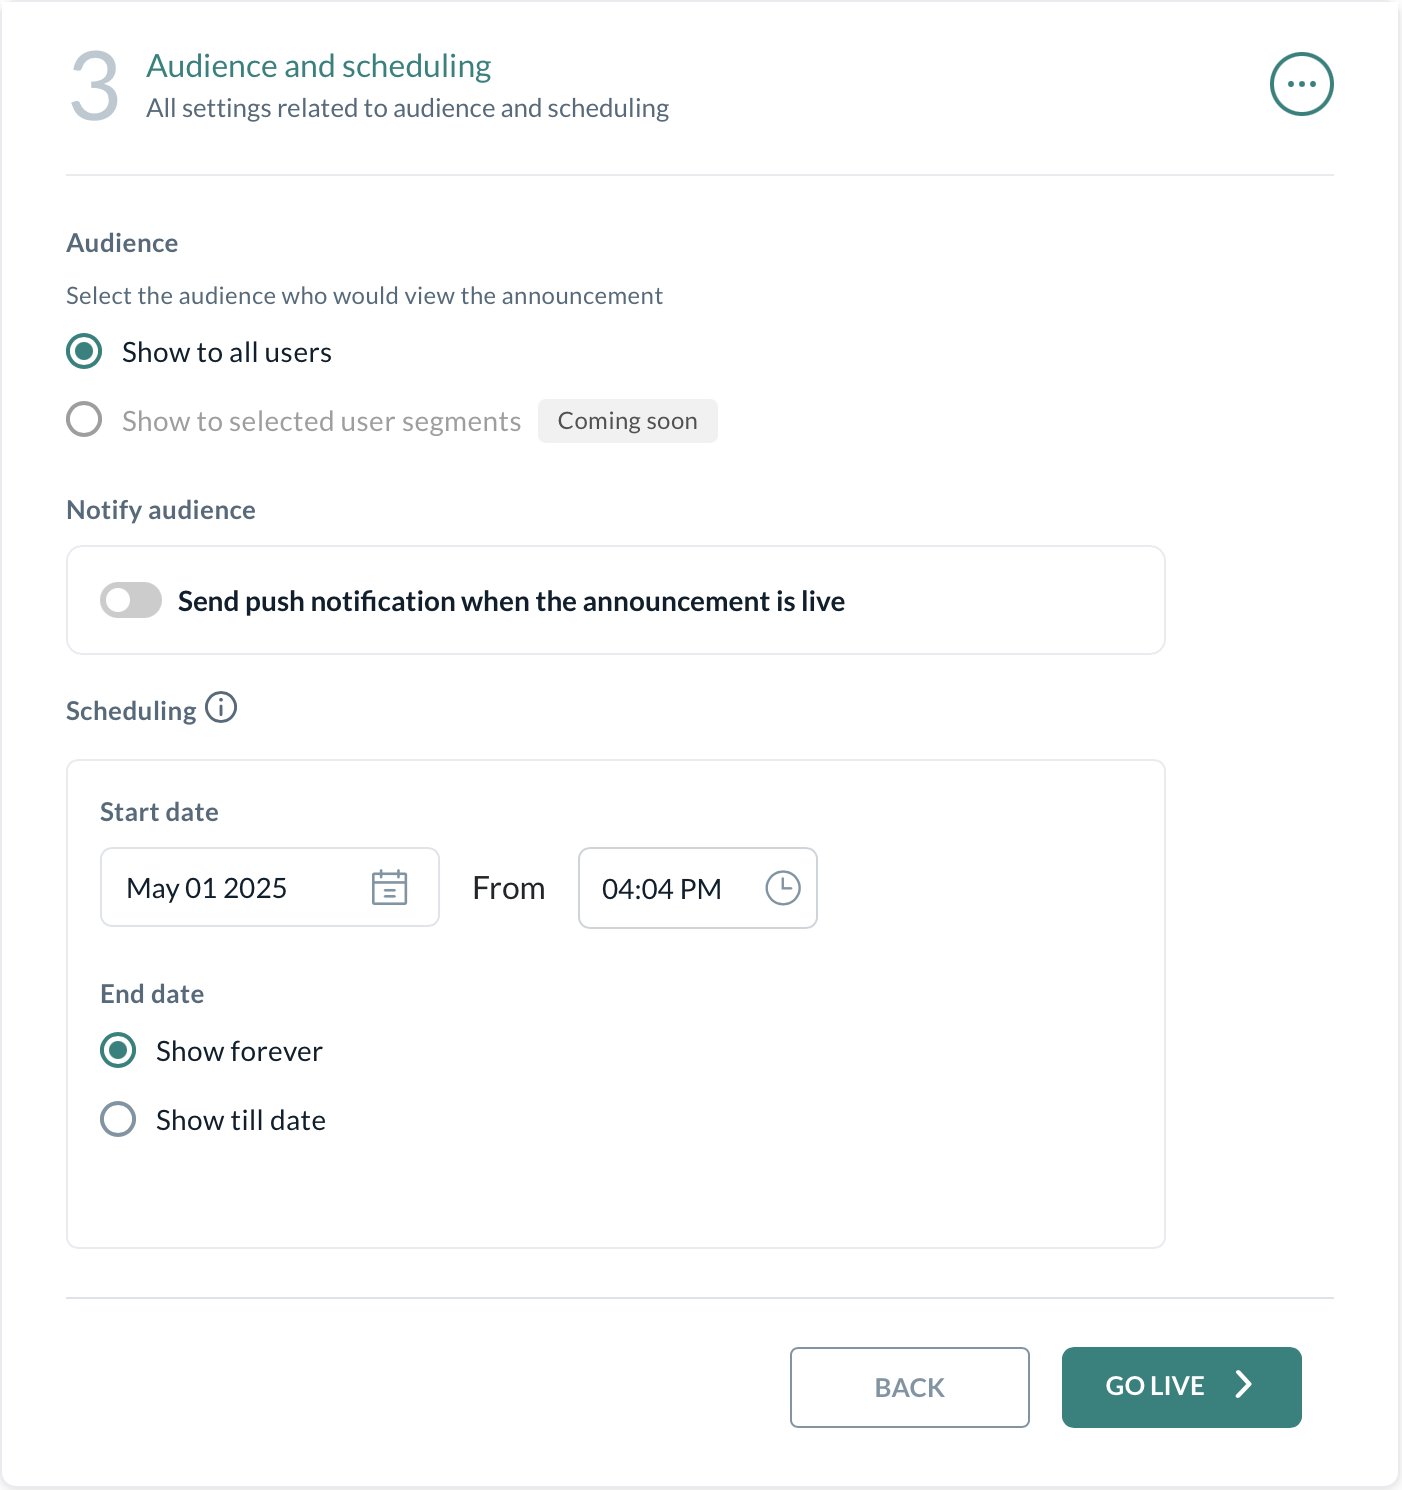 3
Audience and scheduling
All settings related to audience and scheduling
Audience
Select the audience who would view the announcement
Show to all users
Show to selected user segments Coming soon
Notify audience
Send push notification when the announcement is live
Scheduling
Start date
May 01 2025 From 04:04 PM
End date
Show forever
Show till date
BACK GO LIVE